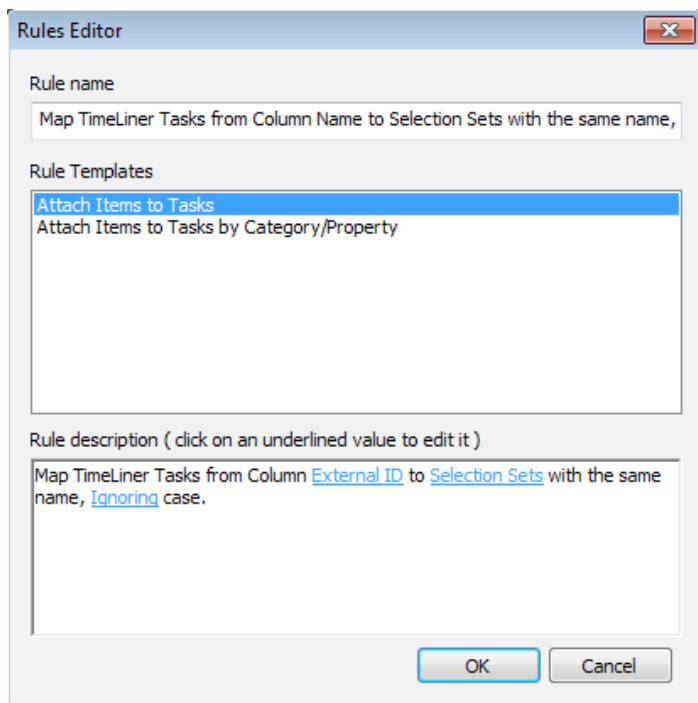 Rules Editor
Rule name
Map TimeLiner Tasks from Column Name to Selection Sets with the same name,
Rule Templates
Attach Items to Tasks
Attach Items to Tasks by Category/Property
Rule description ( click on an underlined value to edit it )
Map TimeLiner Tasks from Column External ID to Selection Sets with the same
name, Ignoring case.
OK
Cancel